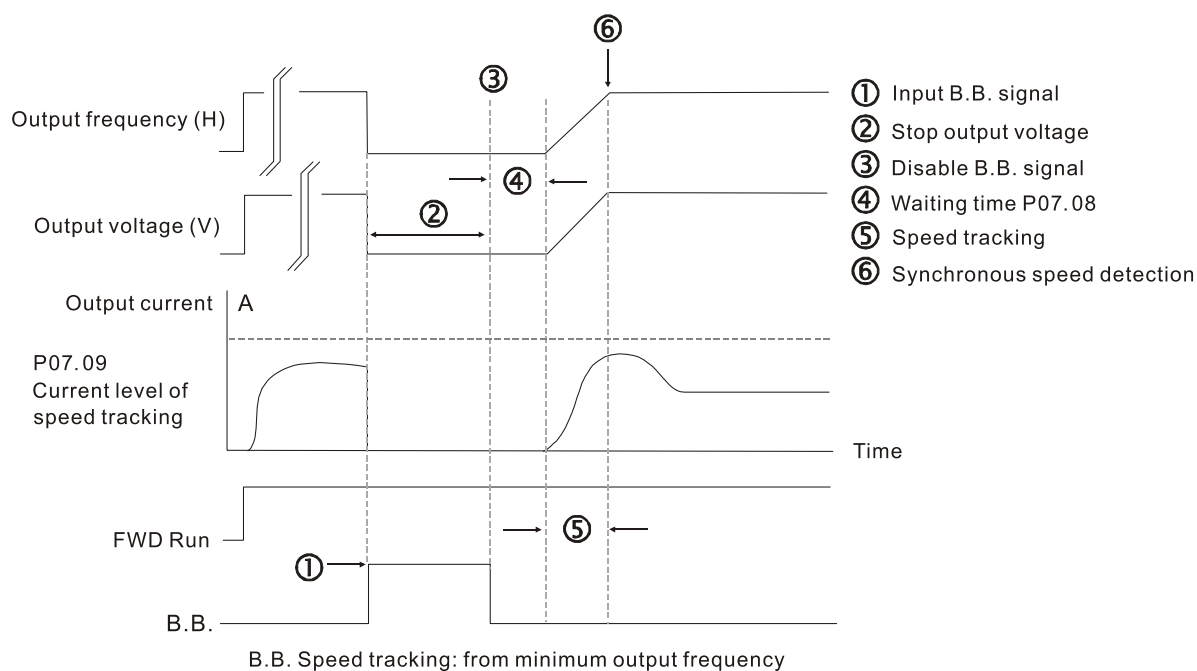 ⑥
③
Output frequency (H)
④
②
Output voltage (V)
① Input B.B. signal
② Stop output voltage
③ Disable B.B. signal
④ Waiting time P07.08
⑤ Speed tracking
⑥ Synchronous speed detection
Output current
A
P07.09
Current level of
speed tracking
Time
⑤
FWD Run
①
B.B.
B.B. Speed tracking: from minimum output frequency